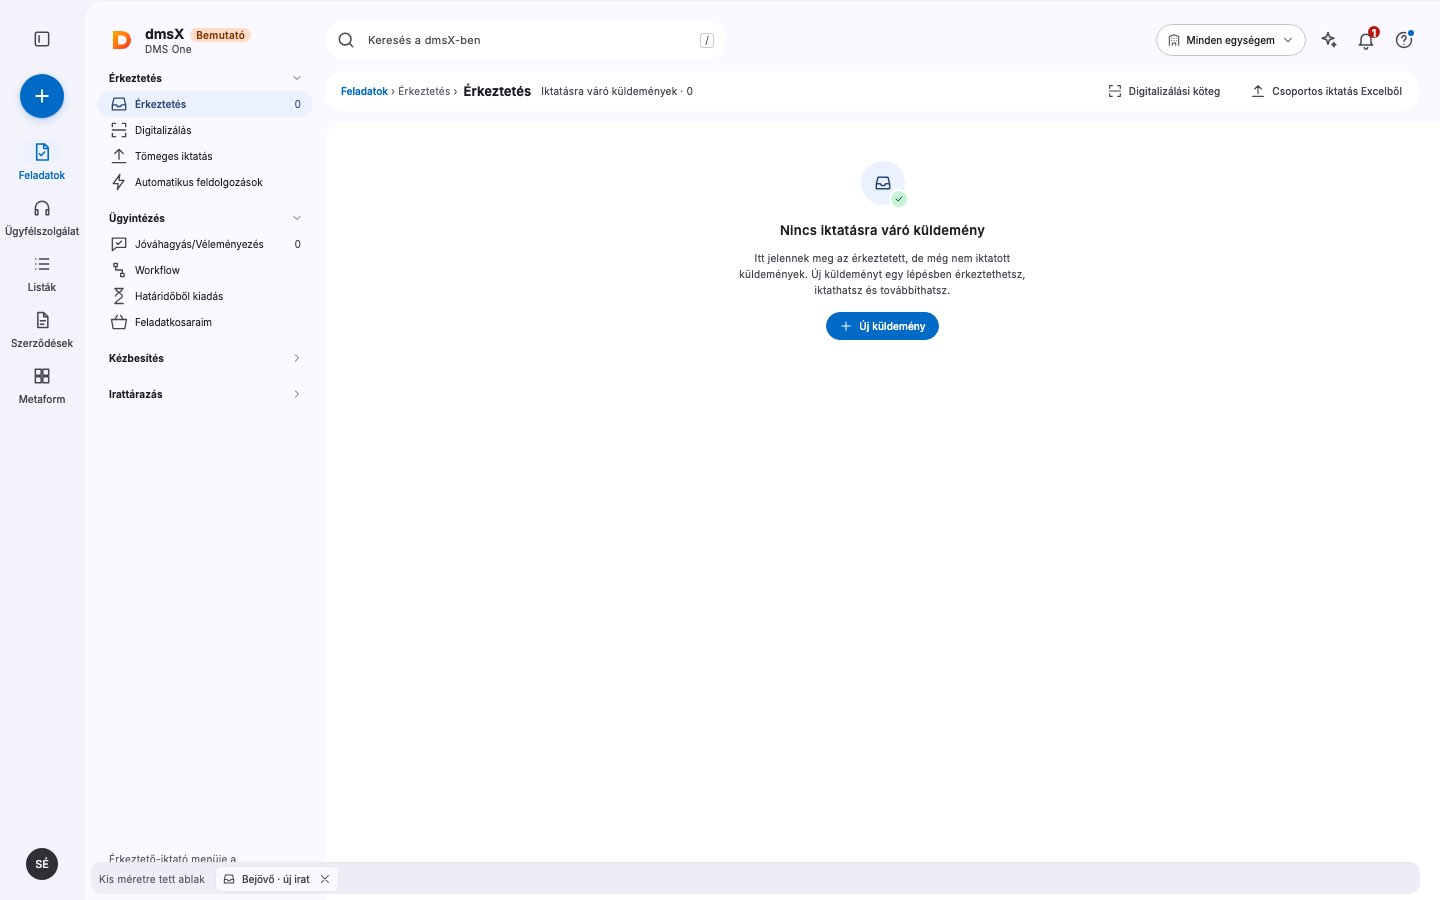 dmsX Bemutató
DMS One
Keresés a dmsX-ben /
Minden egységem
1
Feladatok
Ügyfélszolgálat
Listák
Szerződések
Metaform
SÉ
Érkeztetés
Érkeztetés 0
Digitalizálás
Tömeges iktatás
Automatikus feldolgozások
Ügyintézés
Jóváhagyás/Véleményezés 0
Workflow
Határidőből kiadás
Feladatkosaraim
Kézbesítés
Irattárazás
Érkeztető-iktató menüje a
Feladatok › Érkeztetés › Érkeztetés Iktatásra váró küldemények · 0
Digitalizálási köteg
Csoportos iktatás Excelből
Nincs iktatásra váró küldemény
Itt jelennek meg az érkeztetett, de még nem iktatott
küldemények. Új küldeményt egy lépésben érkeztethetsz,
iktathatsz és továbbíthatsz.
Új küldemény
Kis méretre tett ablak
Bejövő · új irat